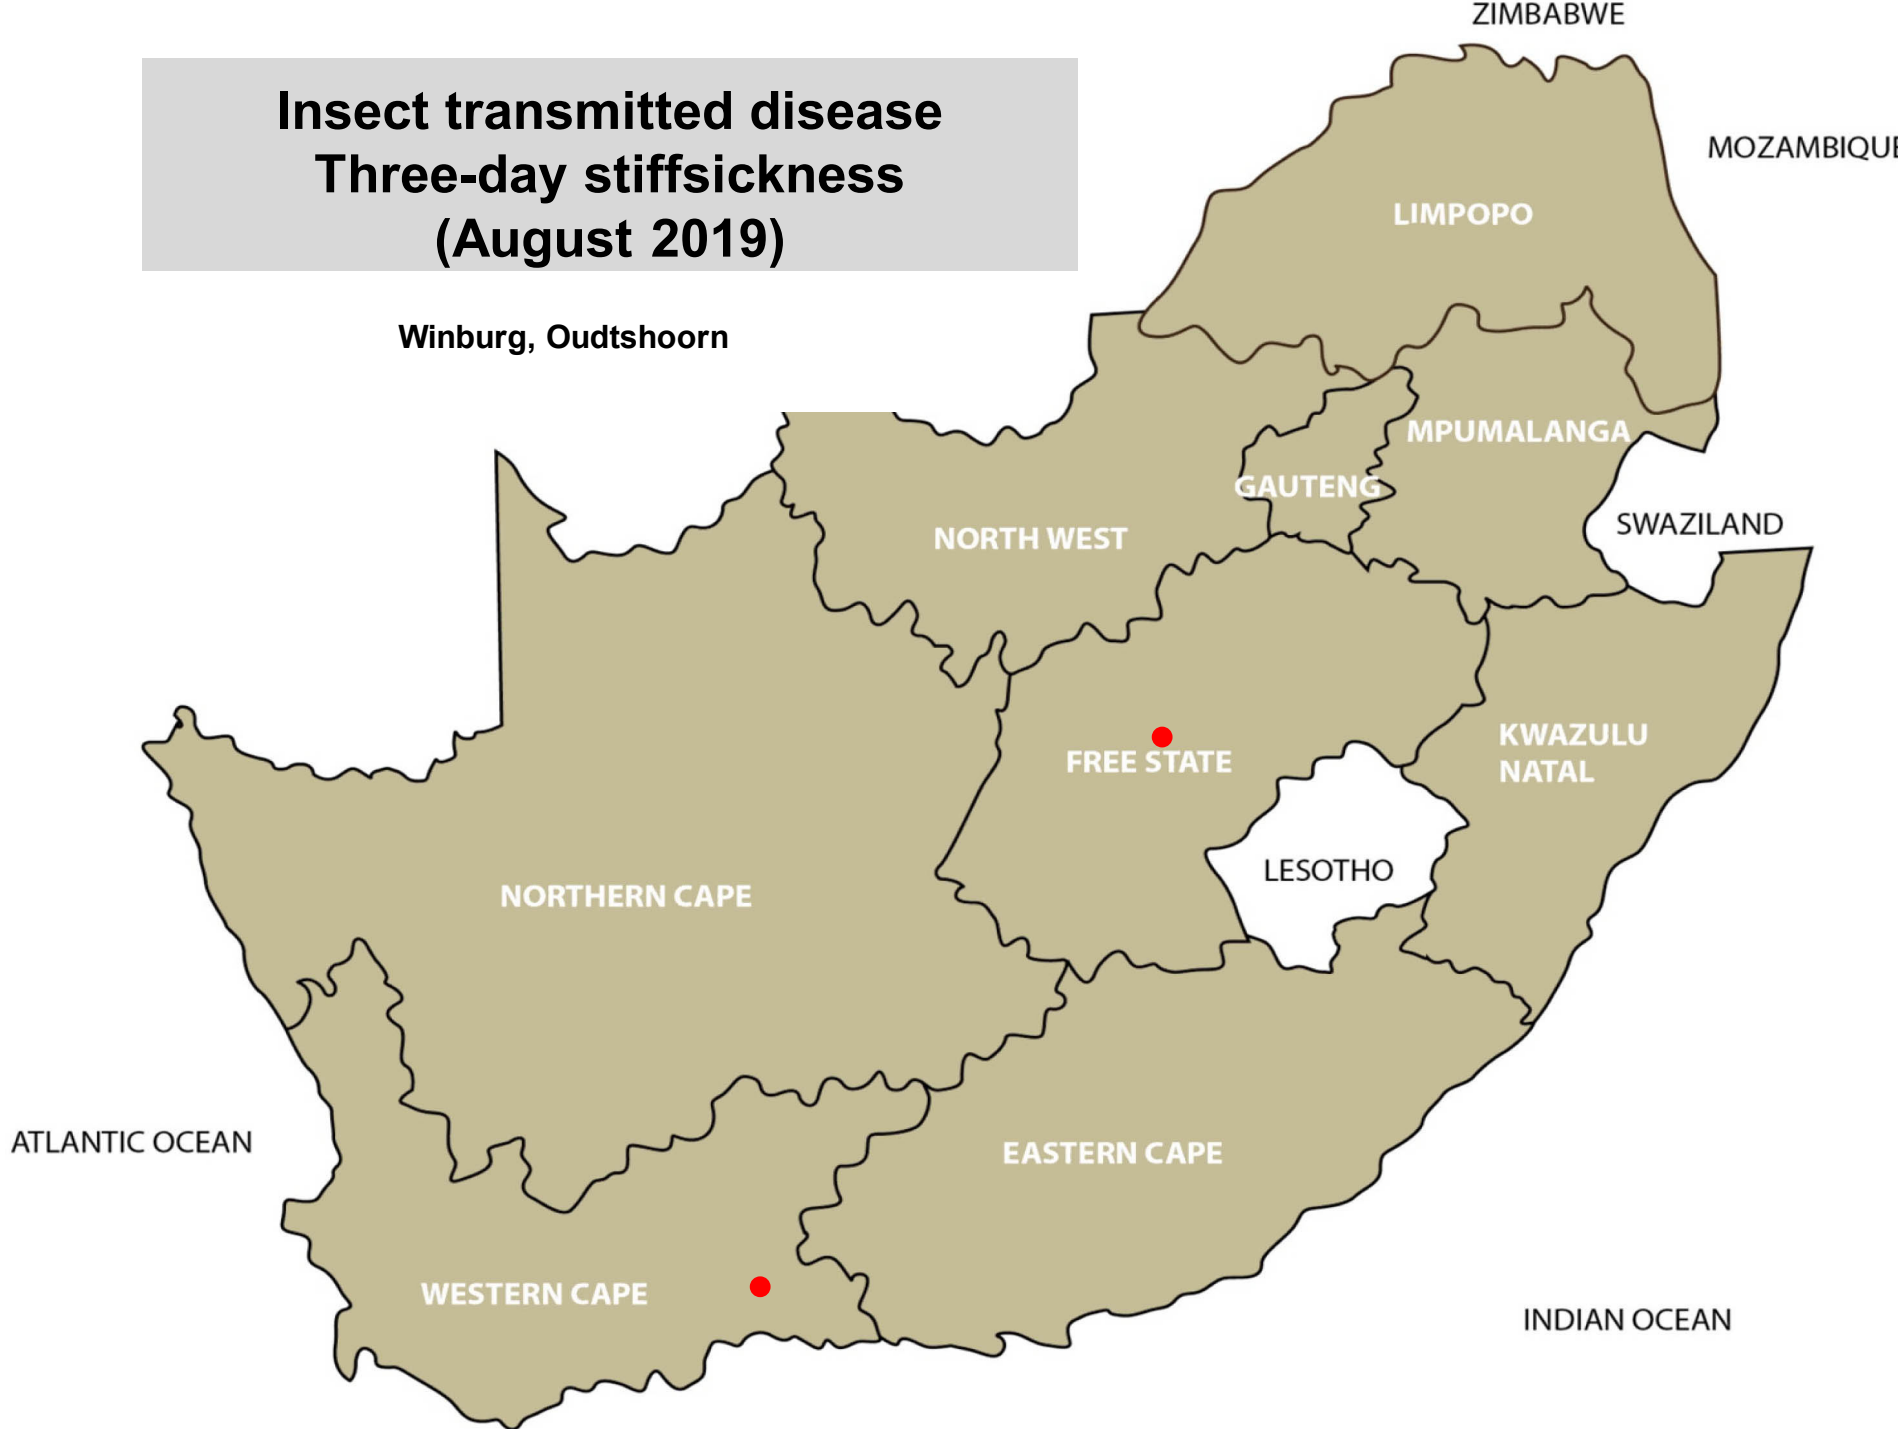 ZIMBABWE
Insect transmitted disease
Three-day stiffsickness
(August 2019)
MOZAMBIQUE
LIMPOPO
Winburg, Oudtshoorn
MPUMALANGA
GAUTENG
SWAZILAND
NORTH WEST
KWAZULU
NATAL
FREE STATE
LESOTHO
NORTHERN CAPE
ATLANTIC OCEAN
EASTERN CAPE
WESTERN CAPE
INDIAN OCEAN